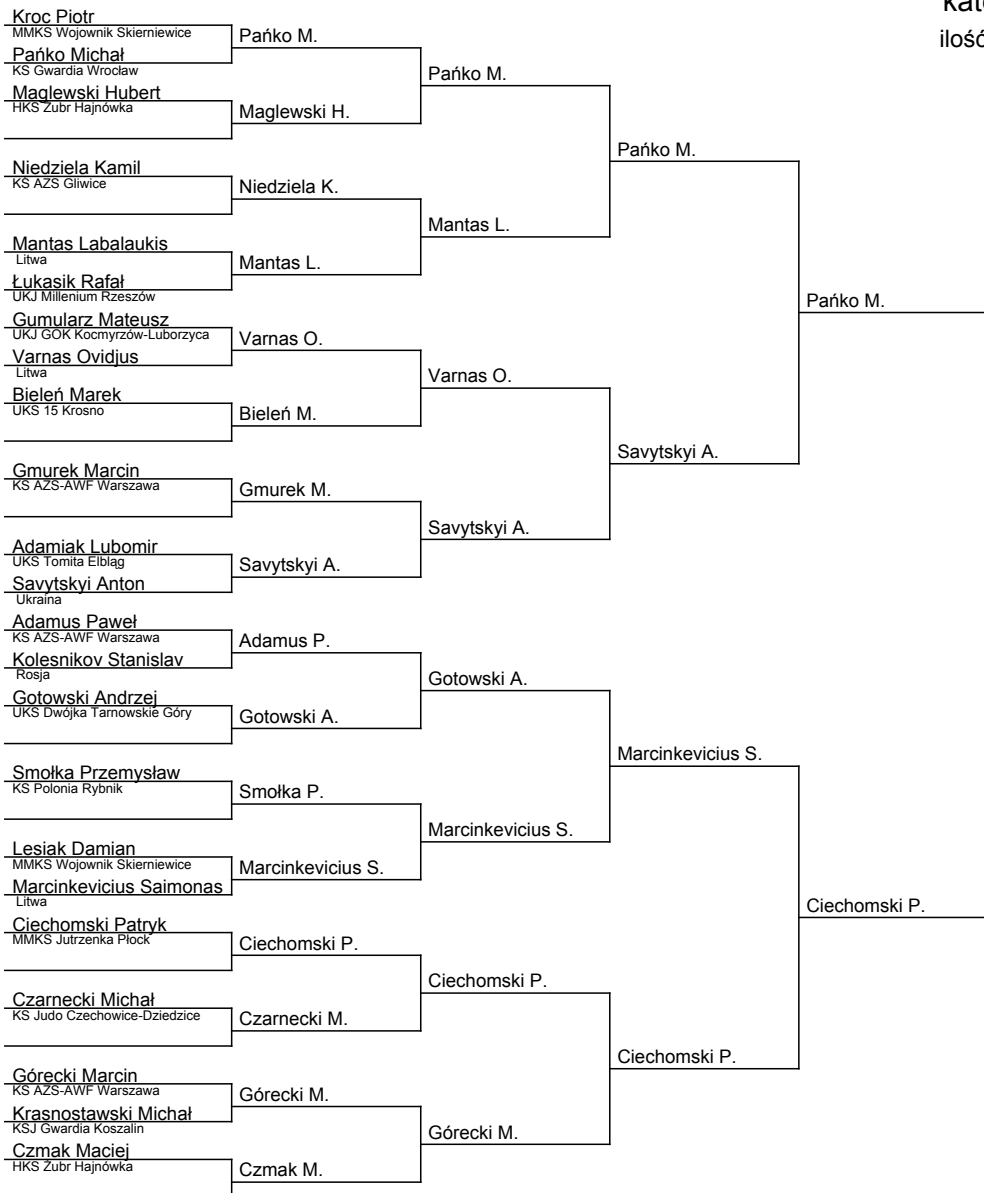 kate
ilość
Kroc Piotr
MMKS Wojownik Skierniewice
Pańko Michał
KS Gwardia Wrocław
Maglewski Hubert
HKS Żubr Hajnówka
Niedziela Kamil
KS AZS Gliwice
Mantas Labalaukis
Litwa
Łukasik Rafał
UKJ Millenium Rzeszów
Gumularz Mateusz
UKJ GOK Kocmyrzów-Luborzyca
Varnas Ovidjus
Litwa
Bieleń Marek
UKS 15 Krosno
Gmurek Marcin
KS AZS-AWF Warszawa
Adamiak Lubomir
UKS Tomita Elbląg
Savytskyi Anton
Ukraina
Adamus Paweł
KS AZS-AWF Warszawa
Kolesnikov Stanislav
Rosja
Gotowski Andrzej
UKS Dwójka Tarnowskie Góry
Smołka Przemysław
KS Polonia Rybnik
Lesiak Damian
MMKS Wojownik Skierniewice
Marcinkevicius Saimonas
Litwa
Ciechomski Patryk
MMKS Jutrzenka Płock
Czarnecki Michał
KS Judo Czechowice-Dziedzice
Górecki Marcin
KS AZS-AWF Warszawa
Krasnostawski Michał
KSJ Gwardia Koszalin
Czmak Maciej
HKS Żubr Hajnówka
Pańko M.
Maglewski H.
Niedziela K.
Mantas L.
Varnas O.
Bieleń M.
Gmurek M.
Savytskyi A.
Adamus P.
Gotowski A.
Smołka P.
Marcinkevicius S.
Ciechomski P.
Czarnecki M.
Górecki M.
Czmak M.
Pańko M.
Mantas L.
Varnas O.
Savytskyi A.
Gotowski A.
Marcinkevicius S.
Ciechomski P.
Górecki M.
Pańko M.
Savytskyi A.
Marcinkevicius S.
Ciechomski P.
Pańko M.
Ciechomski P.